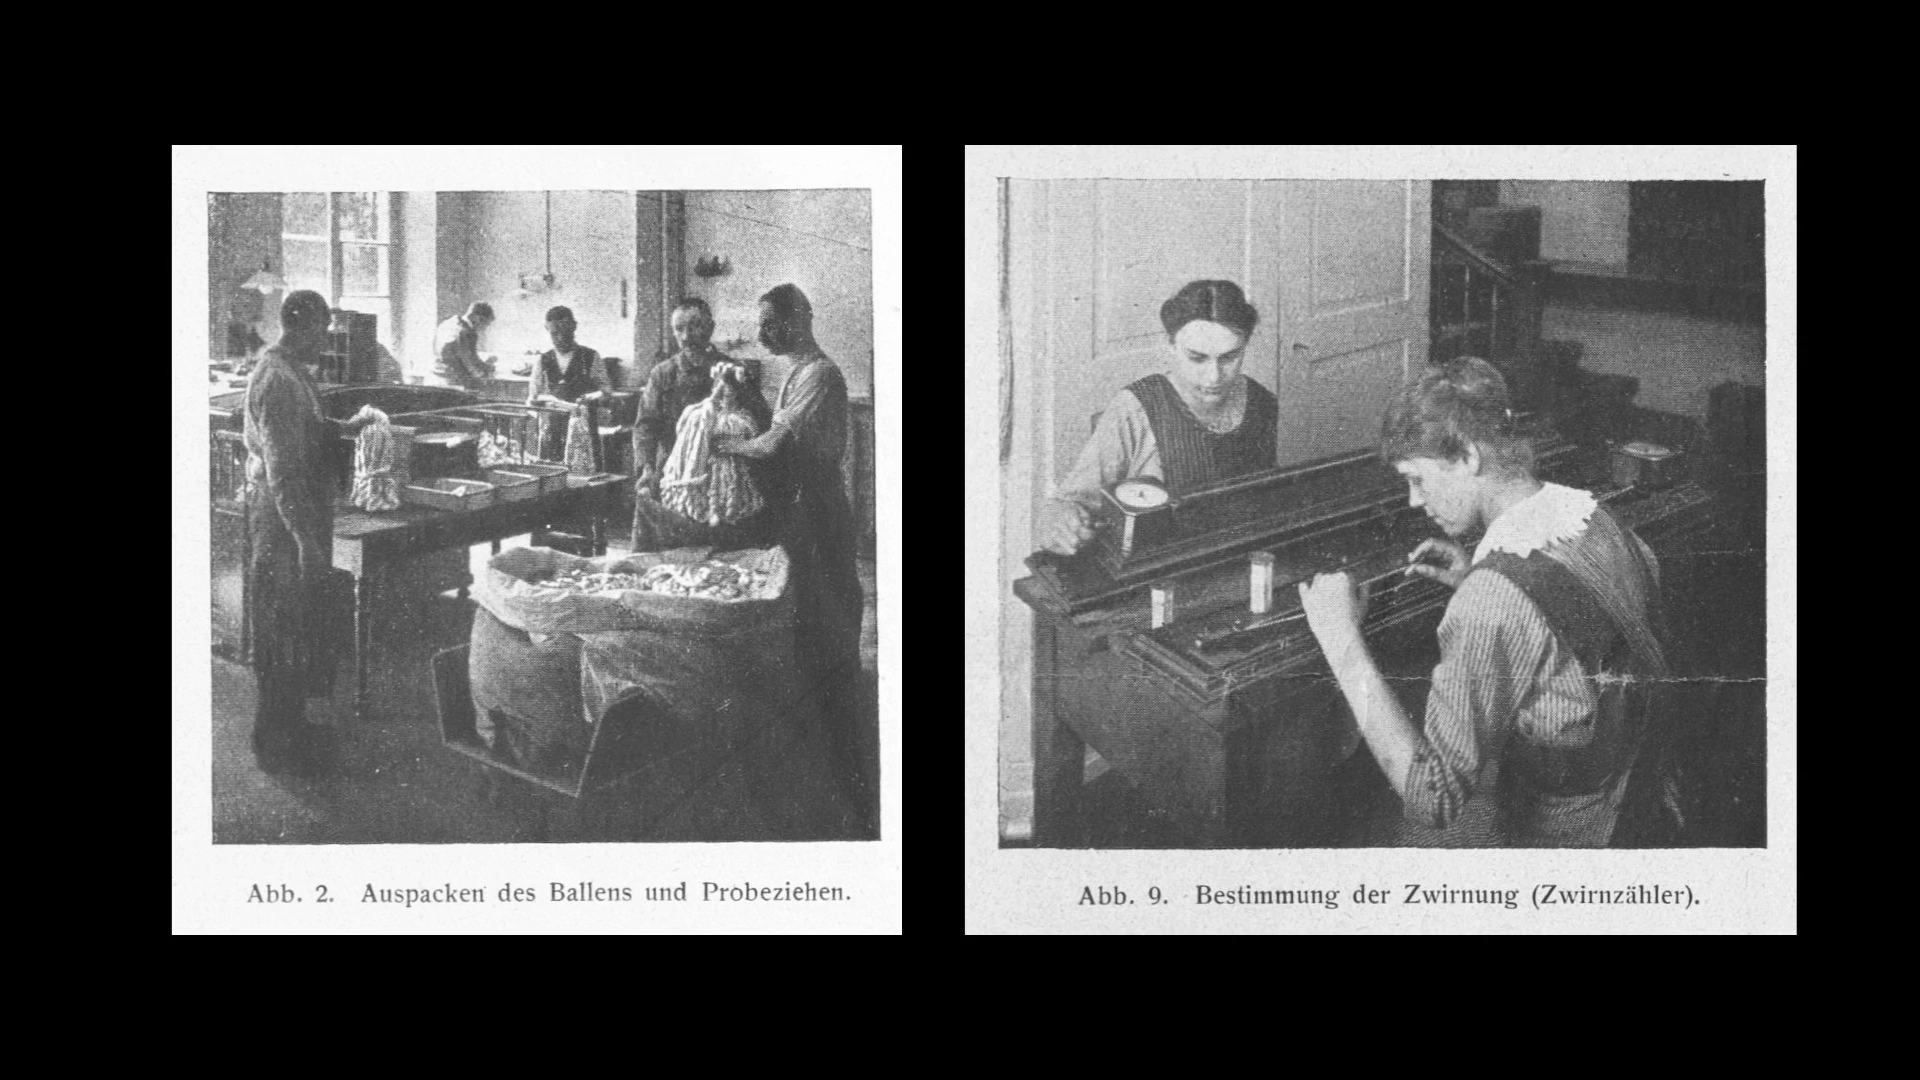 Abb. 2. Auspacken des Ballens und Probeziehen.
Abb. 9. Bestimmung der Zwirnung (Zwirnzähler).